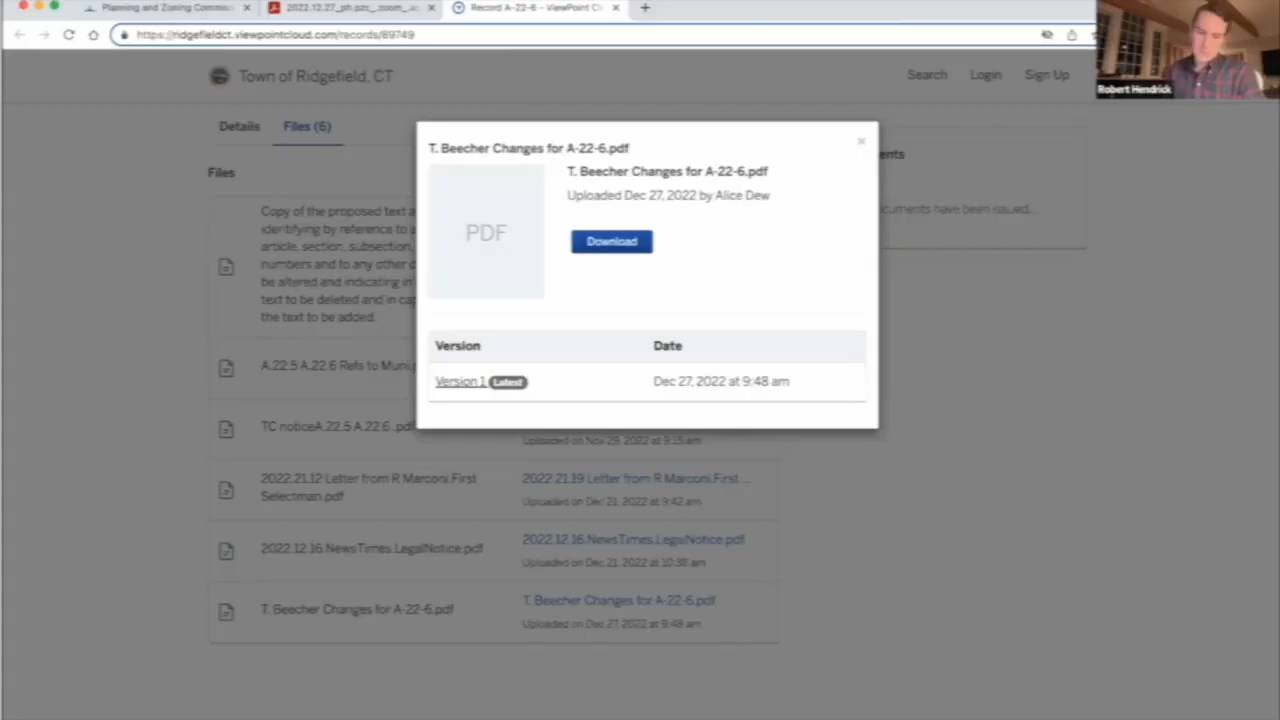 Planning and Zoning Commis
2022.12.27_ph.pzc_zoom_
Record A-22-6 - ViewPoint Cl
https://ridgefieldct.viewpointcloud.com/records/89749
Robert Hendrick
Town of Ridgefield, CT
Search
Login
Sign Up
Details
Files (6)
Files
T. Beecher Changes for A-22-6.pdf
PDF
T. Beecher Changes for A-22-6.pdf
Uploaded Dec 27, 2022 by Alice Dew
Download
Version
Date
Version 1 Latest
Dec 27, 2022 at 9:48 am
ents
cuments have been issued...
Copy of the proposed text a
identifying by reference to a
article, section, subsection,
numbers and to any other c
be altered and indicating in
text to be deleted and in cap
the text to be added.
A.22.5 A.22.6 Refs to Muni.p
TC noticeA.22.5 A.22.6 .pdf
Uploaded on Nov 29, 2022 at 9:15 am
2022.21.12 Letter from R Marconi.First
Selectman.pdf
2022.21.19 Letter from R Marconi.First ...
Uploaded on Dec 21, 2022 at 9:42 am
2022.12.16.NewsTimes.LegalNotice.pdf
2022.12.16.NewsTimes.LegalNotice.pdf
Uploaded on Dec 21, 2022 at 10:38 am
T. Beecher Changes for A-22-6.pdf
T. Beecher Changes for A-22-6.pdf
Uploaded on Dec 27, 2022 at 9:48 am